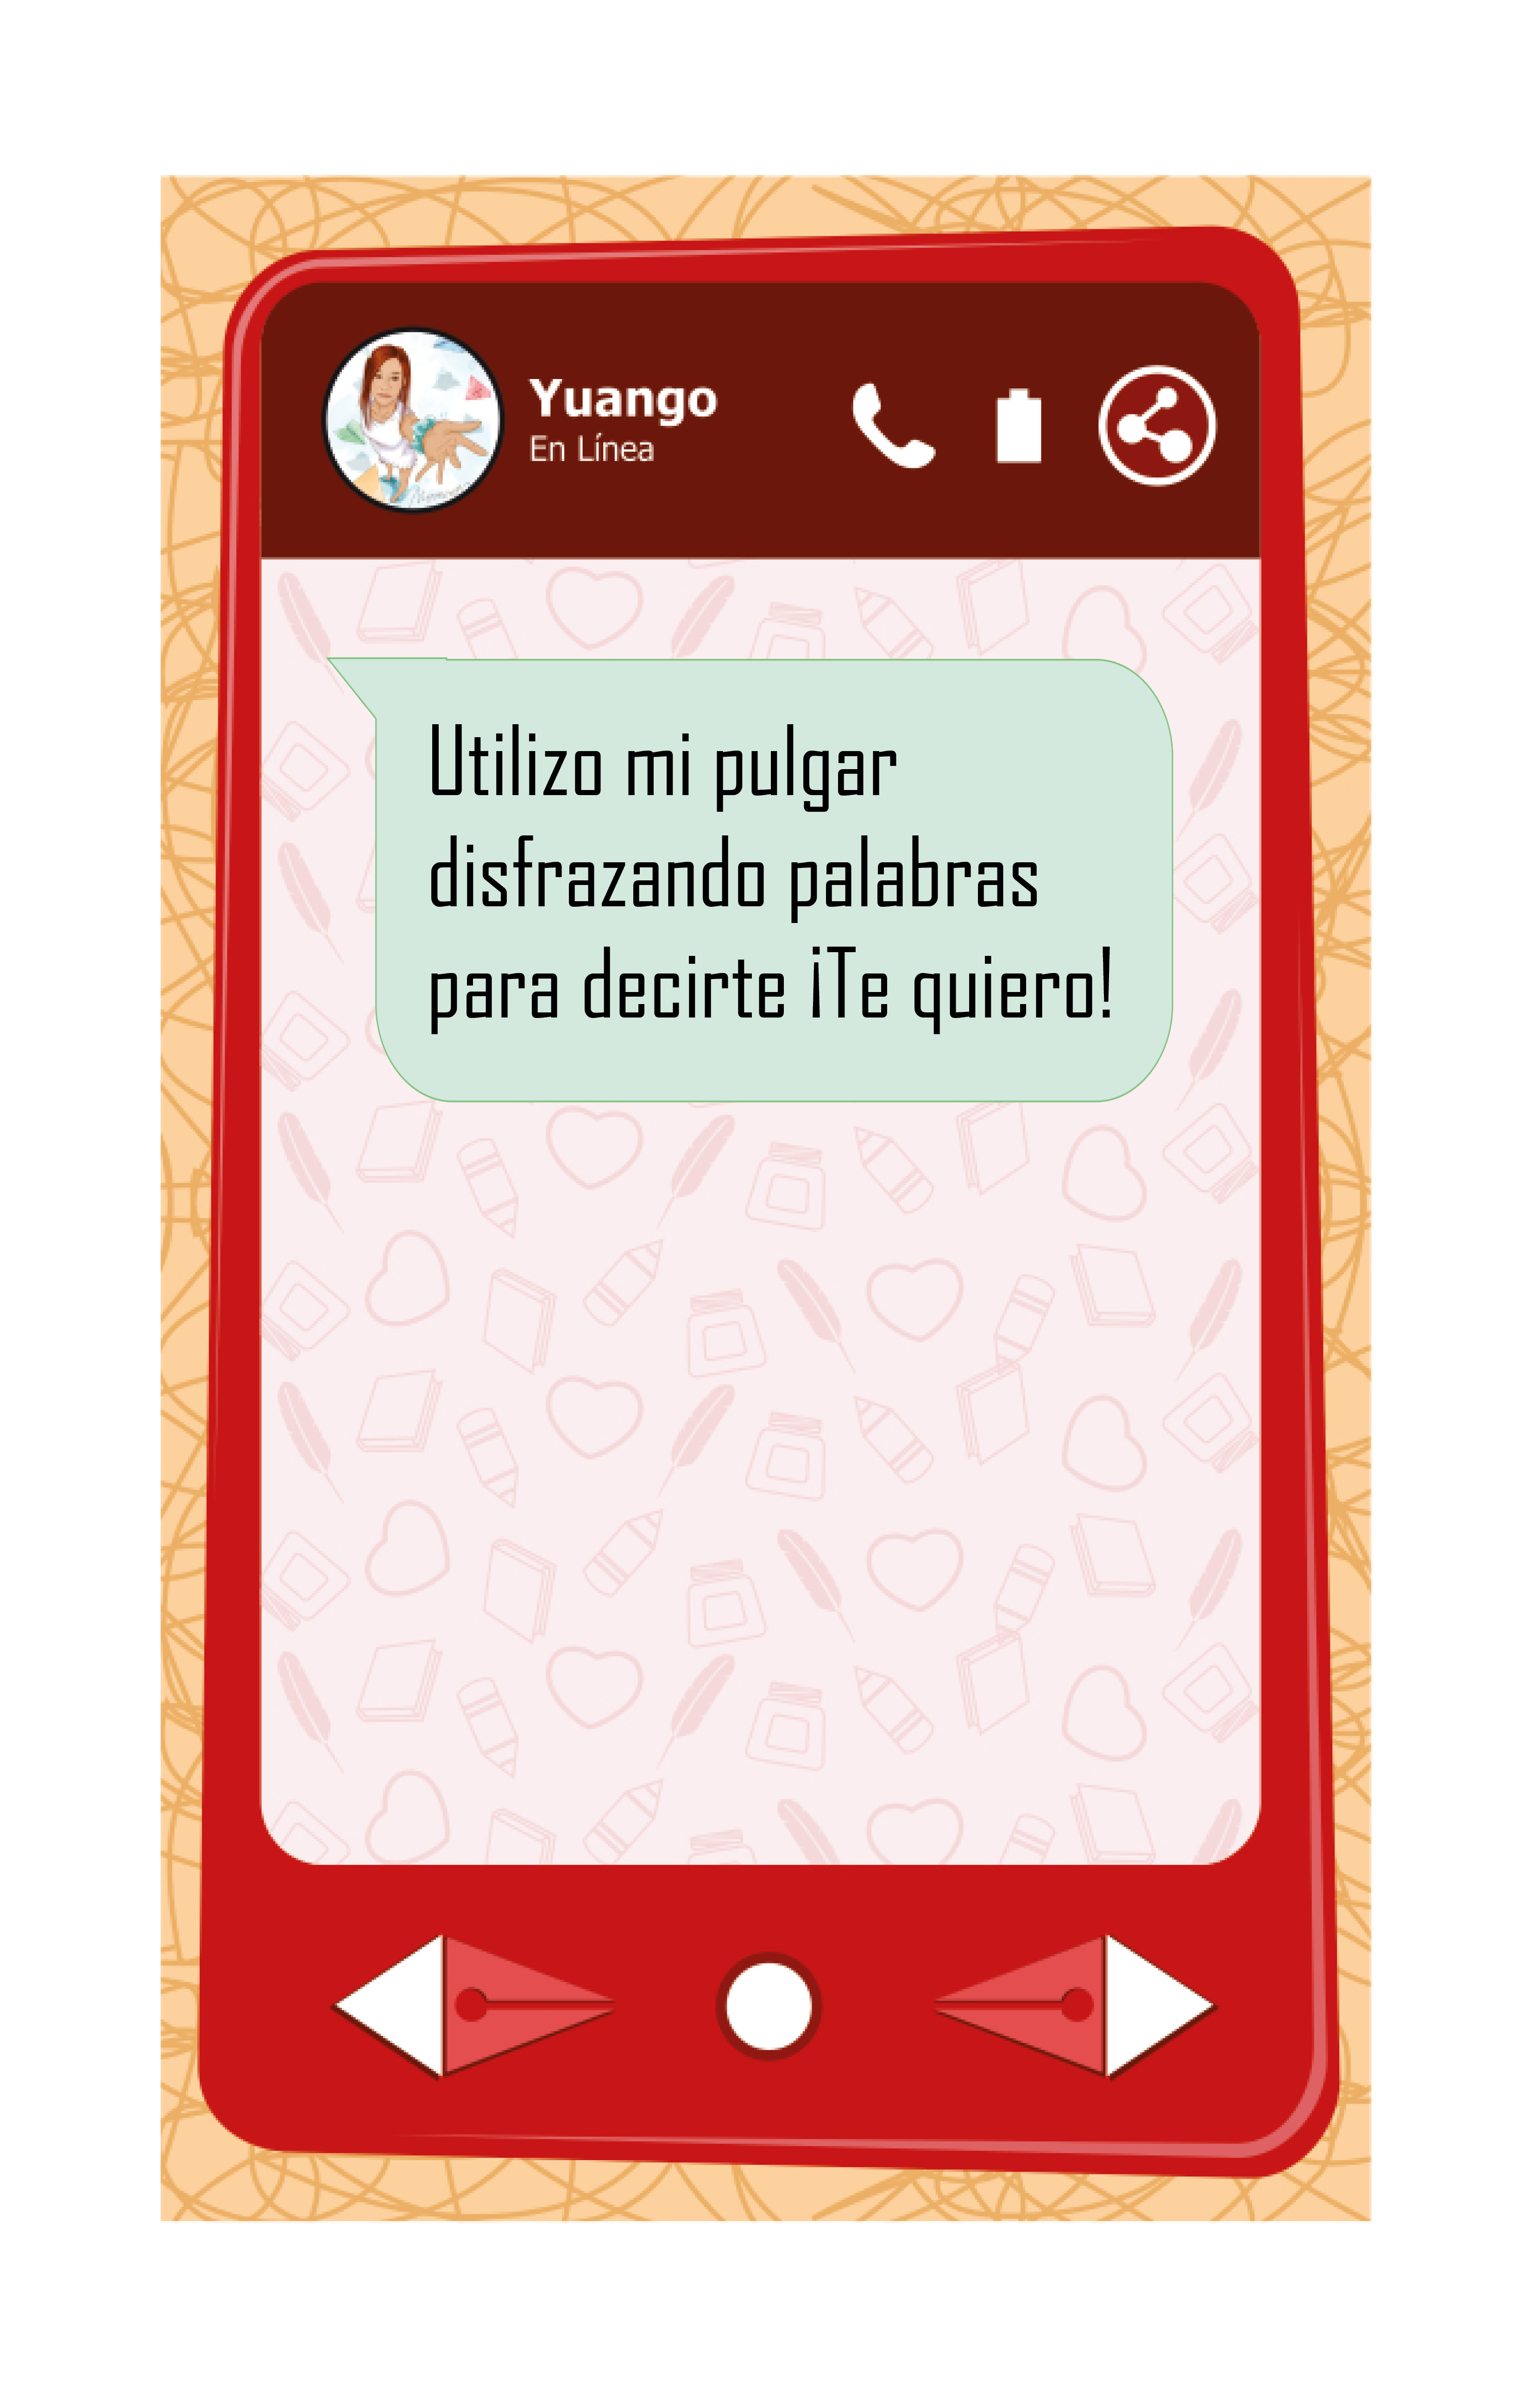 Yuango
En Línea
Utilizo mi pulgar
disfrazando palabras
para decirte ¡Te quiero!